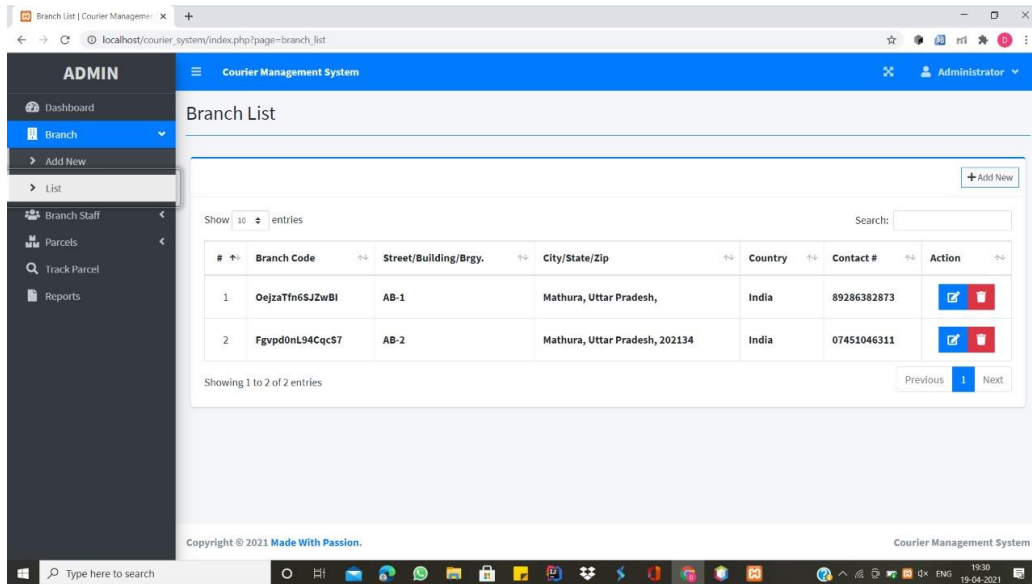 Branch List | Courier Managemen
localhost/courier_system/index.php?page=branch_list
ADMIN
Courier Management System
Administrator
Dashboard
Branch
Add New
List
Branch Staff
Parcels
Track Parcel
Reports
Branch List
+ Add New
Show 10 entries
Search:
# Branch Code Street/Building/Brgy. City/State/Zip Country Contact # Action
1 OejzaTfn6SJZwBI AB-1 Mathura, Uttar Pradesh, India 89286382873
2 Fgvpd0nL94CqcS7 AB-2 Mathura, Uttar Pradesh, 202134 India 07451046311
Showing 1 to 2 of 2 entries
Previous 1 Next
Copyright © 2021 Made With Passion.
Courier Management System
Type here to search
ENG
19:30
19-04-2021